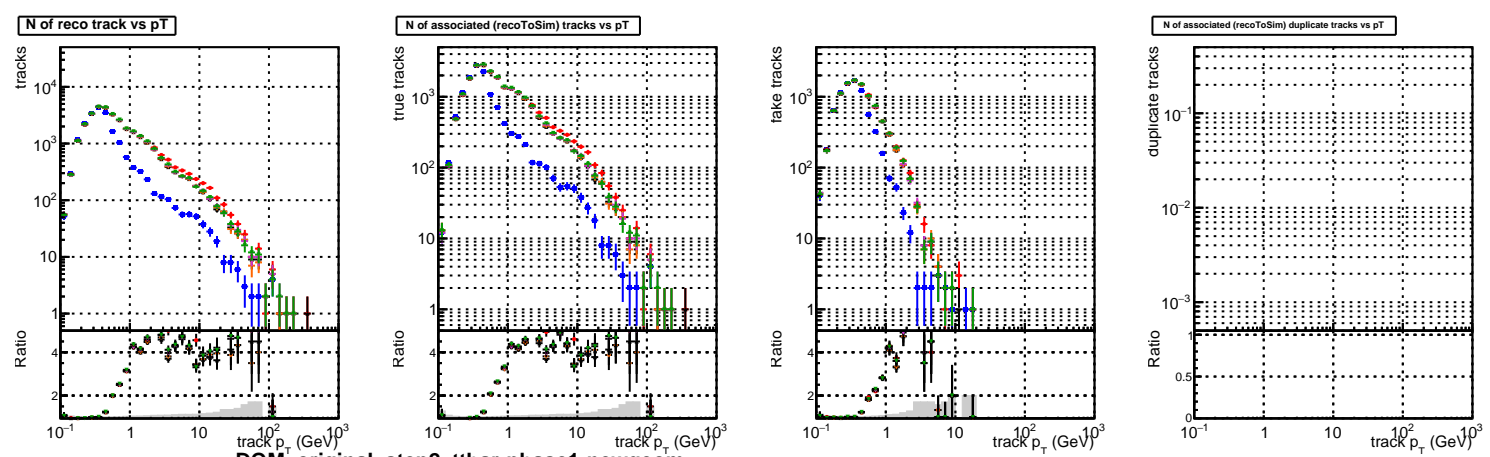 N of reco track vs pT
tracks
10^4
10^3
10^2
10
1
Ratio
4
2
10^-1 1 10 10^2 10^3
track p_T (GeV)
N of associated (recoToSim) tracks vs pT
true tracks
10^3
10^2
10
1
Ratio
4
2
10^-1 1 10 10^2 10^3
track p_T (GeV)
fake tracks
10^3
10^2
10
1
Ratio
4
2
10^-1 1 10 10^2 10^3
track p_T (GeV)
N of associated (recoToSim) duplicate tracks vs pT
duplicate tracks
10^-1
10^-2
10^-3
Ratio
1
0.5
0
10^-1 1 10 10^2 10^3
track p_T (GeV)